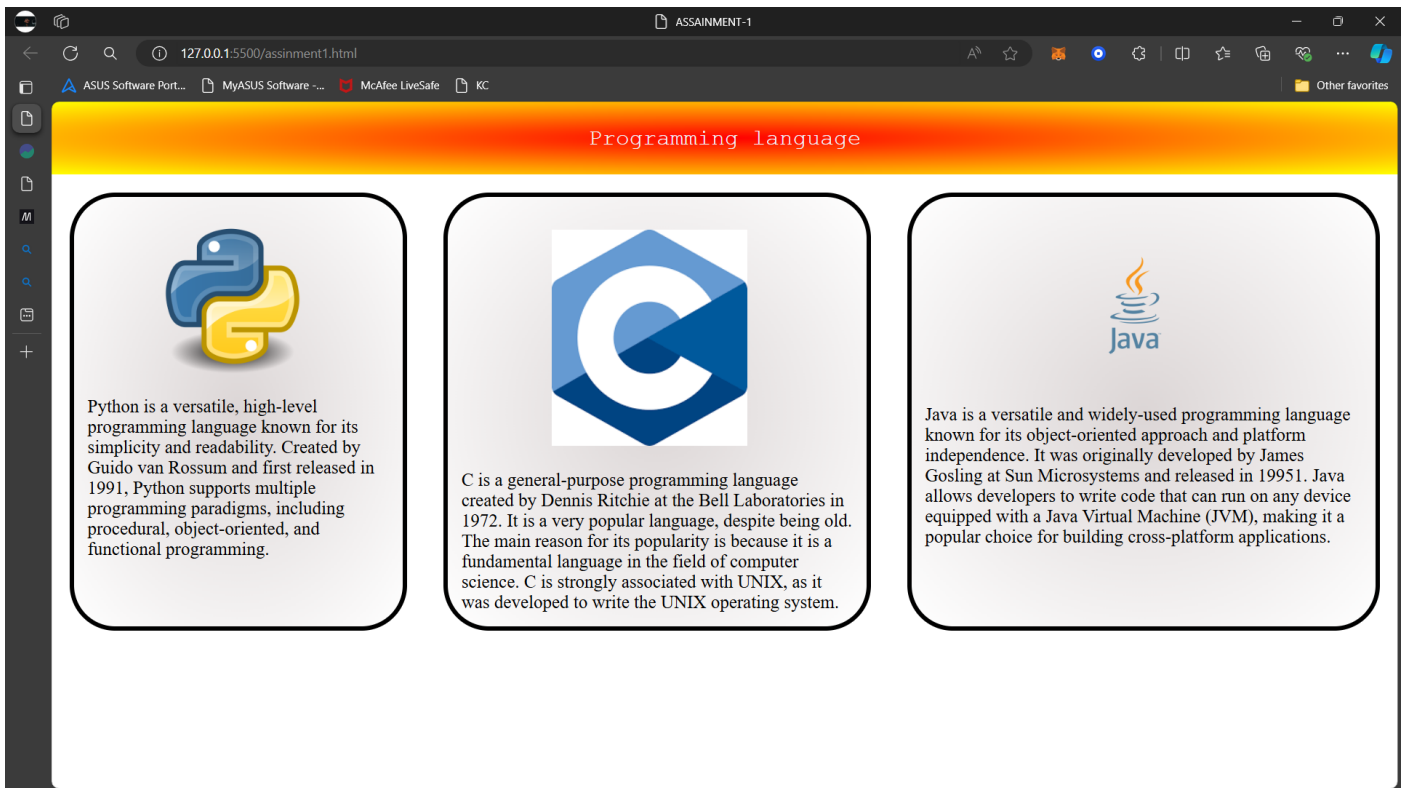 ASSAINMENT-1
127.0.0.1:5500/assinment1.html
ASUS Software Port...
MyASUS Software -...
McAfee LiveSafe
KC
Other favorites
Programming language
Python is a versatile, high-level
programming language known for its
simplicity and readability. Created by
Guido van Rossum and first released in
1991, Python supports multiple
programming paradigms, including
procedural, object-oriented, and
functional programming.
C is a general-purpose programming language
created by Dennis Ritchie at the Bell Laboratories in
1972. It is a very popular language, despite being old.
The main reason for its popularity is because it is a
fundamental language in the field of computer
science. C is strongly associated with UNIX, as it
was developed to write the UNIX operating system.
Java
Java is a versatile and widely-used programming language
known for its object-oriented approach and platform
independence. It was originally developed by James
Gosling at Sun Microsystems and released in 19951. Java
allows developers to write code that can run on any device
equipped with a Java Virtual Machine (JVM), making it a
popular choice for building cross-platform applications.